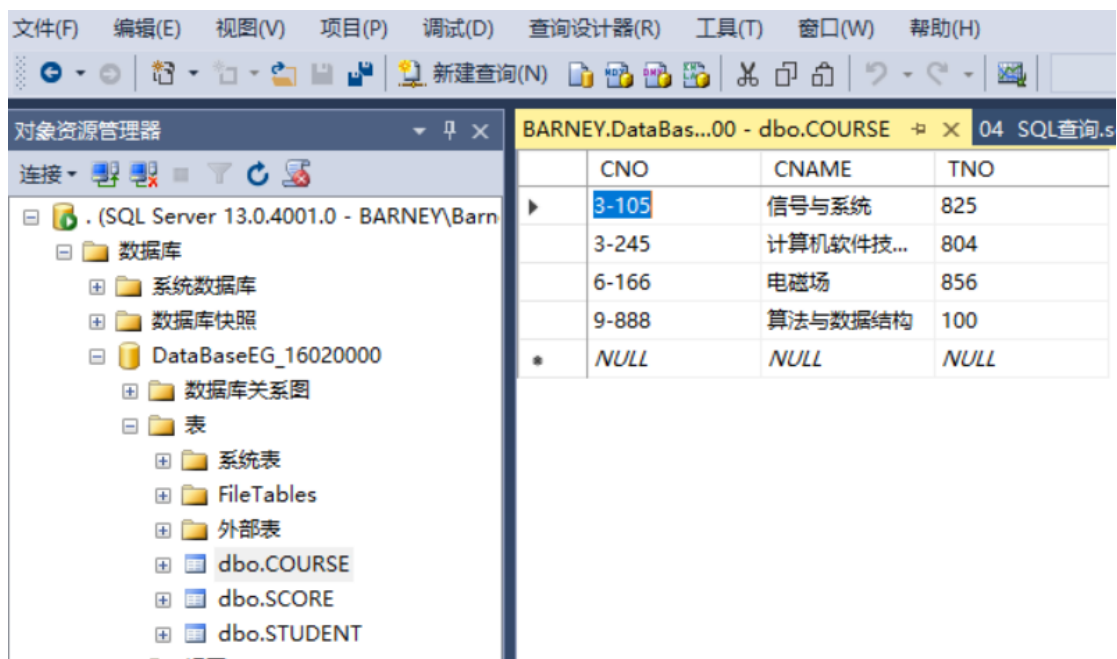 文件(F) 编辑(E) 视图(V) 项目(P) 调试(D) 查询设计器(R) 工具(T) 窗口(W) 帮助(H)
新建查询(N)
对象资源管理器
连接
. (SQL Server 13.0.4001.0 - BARNEY\Barn
数据库
系统数据库
数据库快照
DataBaseEG_16020000
数据库关系图
表
系统表
FileTables
外部表
dbo.COURSE
dbo.SCORE
dbo.STUDENT
BARNEY.DataBas...00 - dbo.COURSE 04 SQL查询.s
CNO CNAME TNO
3-105 信号与系统 825
3-245 计算机软件技... 804
6-166 电磁场 856
9-888 算法与数据结构 100
NULL NULL NULL